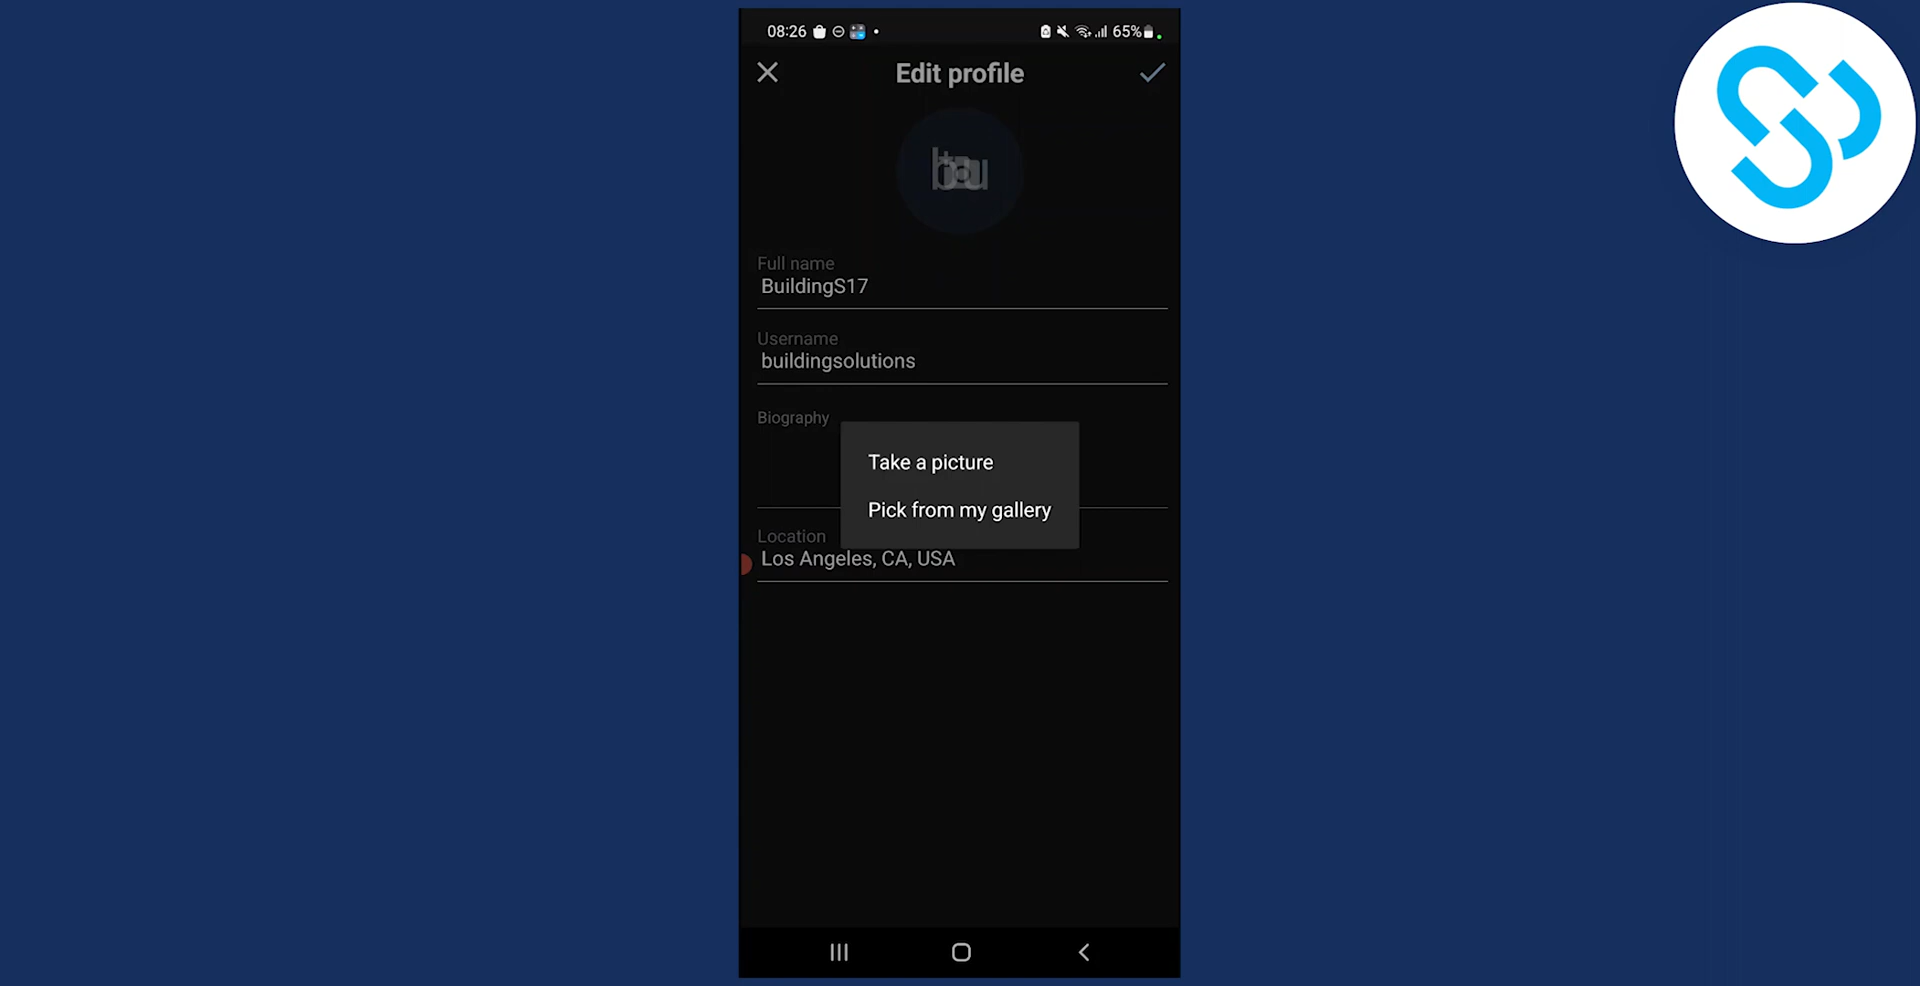 08:26 65%
Edit profile
bu
Full name
BuildingS17
Username
buildingsolutions
Biography
Take a picture
Pick from my gallery
Location
Los Angeles, CA, USA